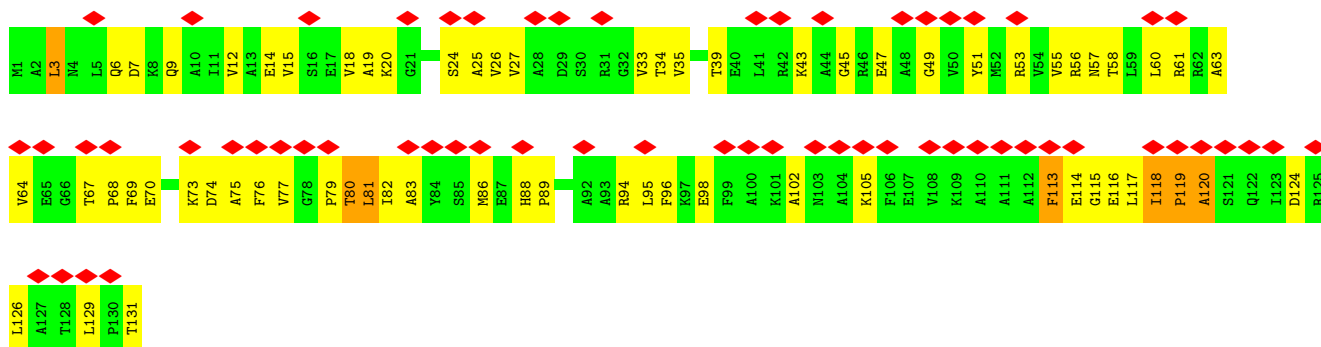 M1 A2 L3 N4 L5 Q6 D7 K8 Q9 A10 I11 V12 A13 E14 V15 S16 E17 V18 A19 K20 G21 S24 A25 V26 V27 A28 D29 S30 R31 G32 V33 T34 V35 T39 E40 L41 R42 K43 A44 G45 R46 E47 A48 G49 V50 Y51 M52 R53 V54 V55 R56 N57 T58 L59 L60 R61 R62 A63
V64 E65 G66 T67 P68 F69 E70 K73 D74 A75 F76 V77 G78 P79 T80 L81 I82 A83 Y84 S85 M86 E87 H88 P89 A92 A93 R94 L95 F96 K97 E98 F99 A100 K101 A102 N103 A104 K105 F106 E107 V108 K109 A110 A111 A112 F113 E114 G115 E116 L117 I118 P119 A120 S121 Q122 I123 D124 R125
L126 A127 T128 L129 P130 T131